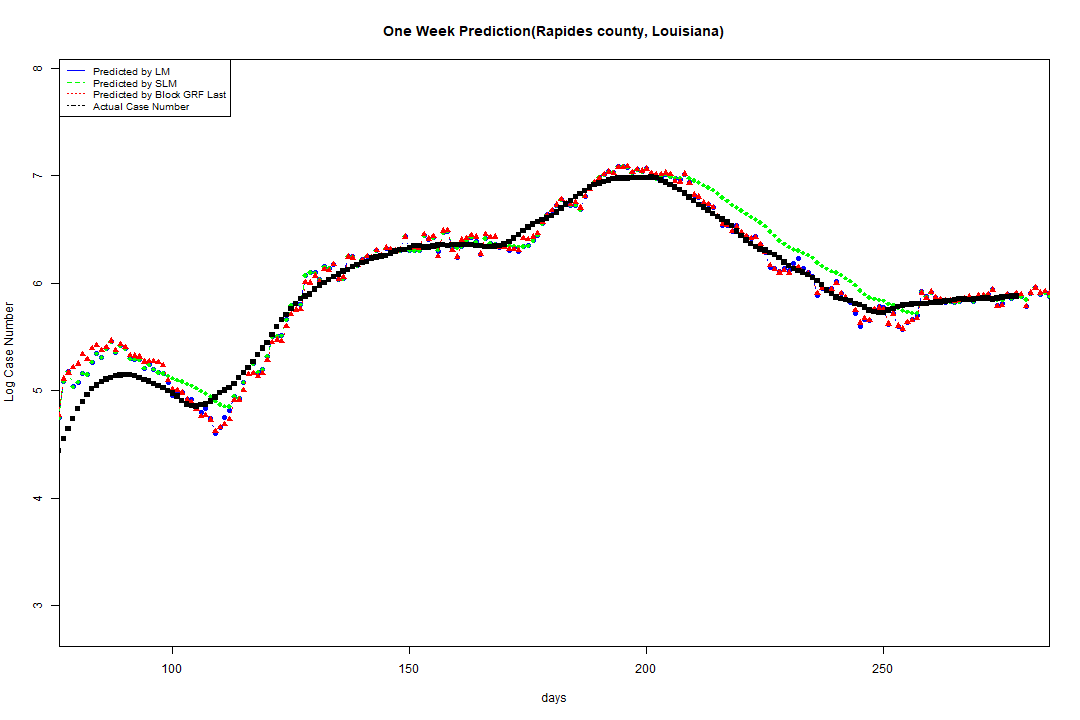 One Week Prediction(Rapides county, Louisiana)
Predicted by LM
Predicted by SLM
Predicted by Block GRF Last
Actual Case Number
8
7
6
5
4
3
Log Case Number
100 150 200 250
days